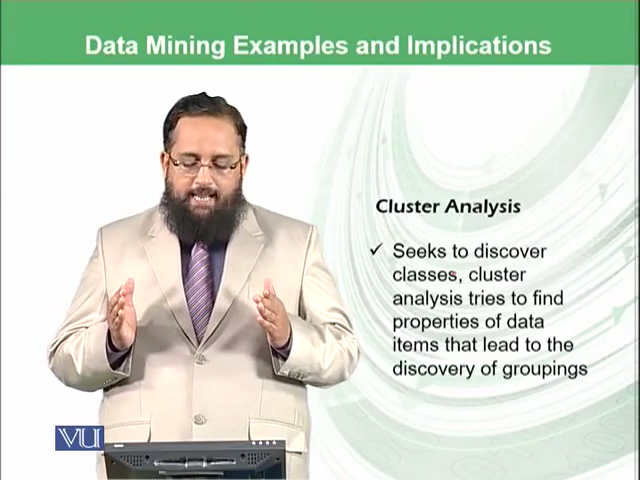 Data Mining Examples and Implications
Cluster Analysis
✓ Seeks to discover
classes, cluster
analysis tries to find
properties of data
items that lead to the
discovery of groupings
VU